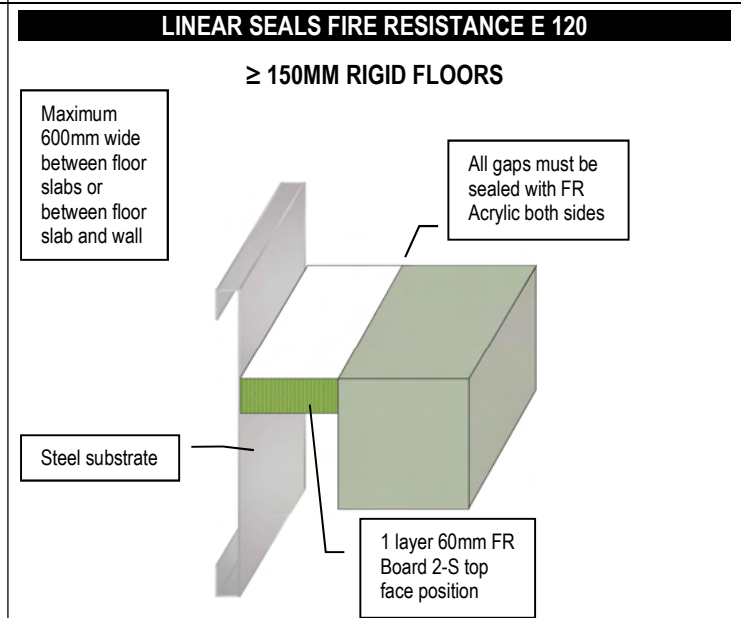 LINEAR SEALS FIRE RESISTANCE E 120
≥ 150MM RIGID FLOORS
Maximum
600mm wide
between floor
slabs or
between floor
slab and wall
All gaps must be
sealed with FR
Acrylic both sides
Steel substrate
1 layer 60mm FR
Board 2-S top
face position